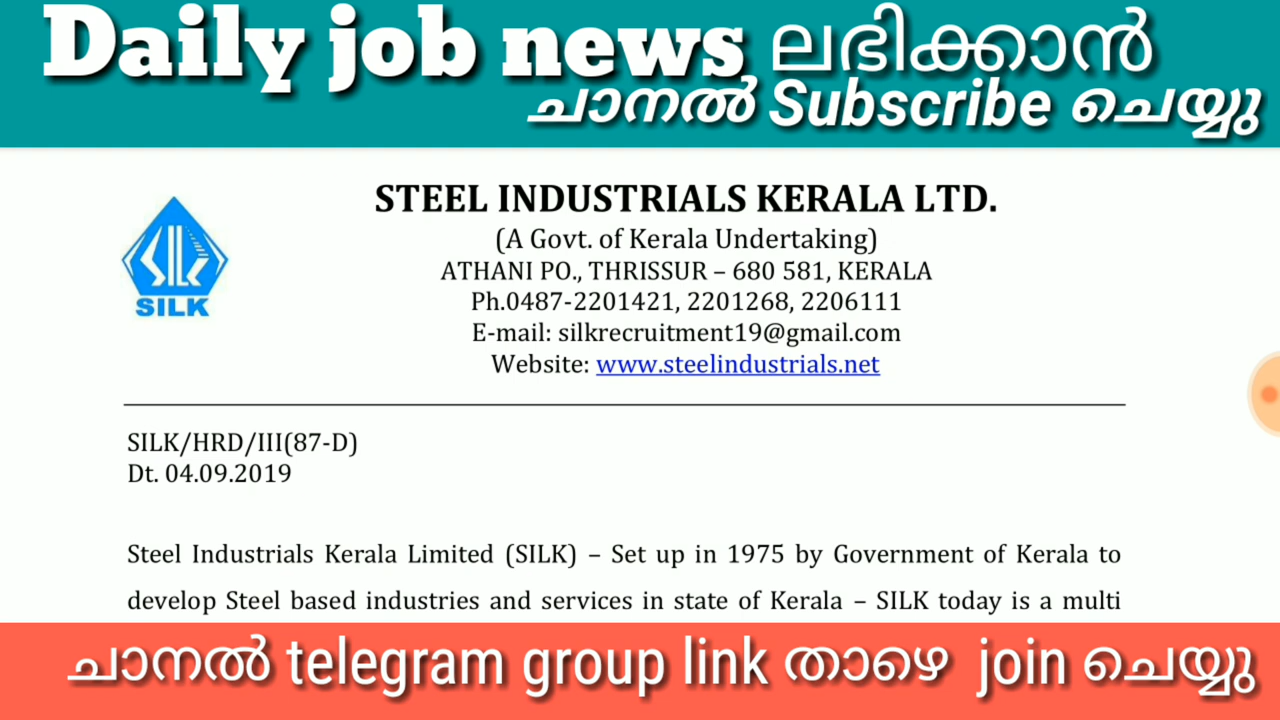 Daily job news ലഭിക്കാൻ
ചാനൽ Subscribe ചെയ്യു
STEEL INDUSTRIALS KERALA LTD.
(A Govt. of Kerala Undertaking)
ATHANI PO., THRISSUR – 680 581, KERALA
Ph.0487-2201421, 2201268, 2206111
E-mail: silkrecruitment19@gmail.com
Website: www.steelindustrials.net
SILK
SILK
SILK/HRD/III(87-D)
Dt. 04.09.2019
Steel Industrials Kerala Limited (SILK) – Set up in 1975 by Government of Kerala to
develop Steel based industries and services in state of Kerala – SILK today is a multi
ചാനൽ telegram group link താഴെ join ചെയ്യു